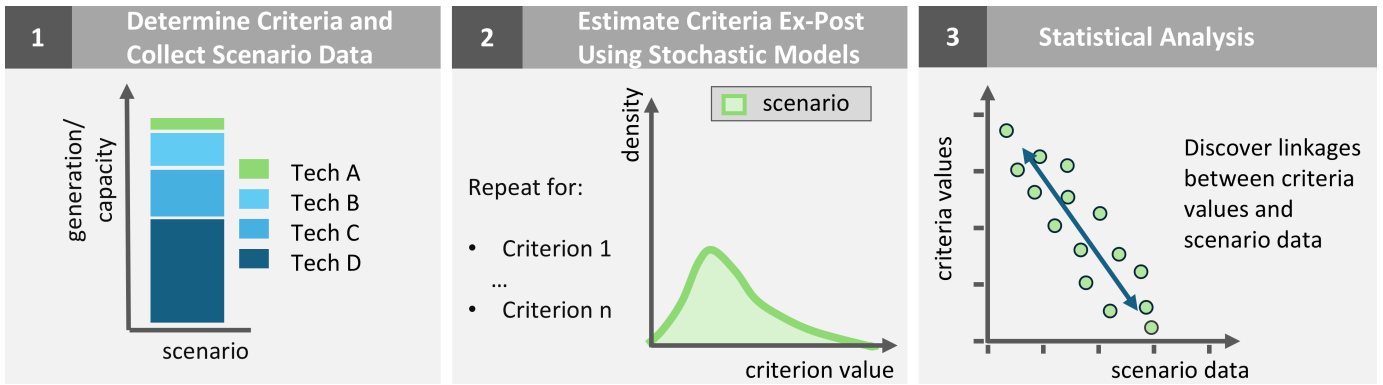 1
Determine Criteria and
Collect Scenario Data
generation/
capacity
Tech A
Tech B
Tech C
Tech D
scenario
2
Estimate Criteria Ex-Post
Using Stochastic Models
Repeat for:
• Criterion 1
...
• Criterion n
density
scenario
criterion value
3
Statistical Analysis
criteria values
Discover linkages
between criteria
values and
scenario data
scenario data